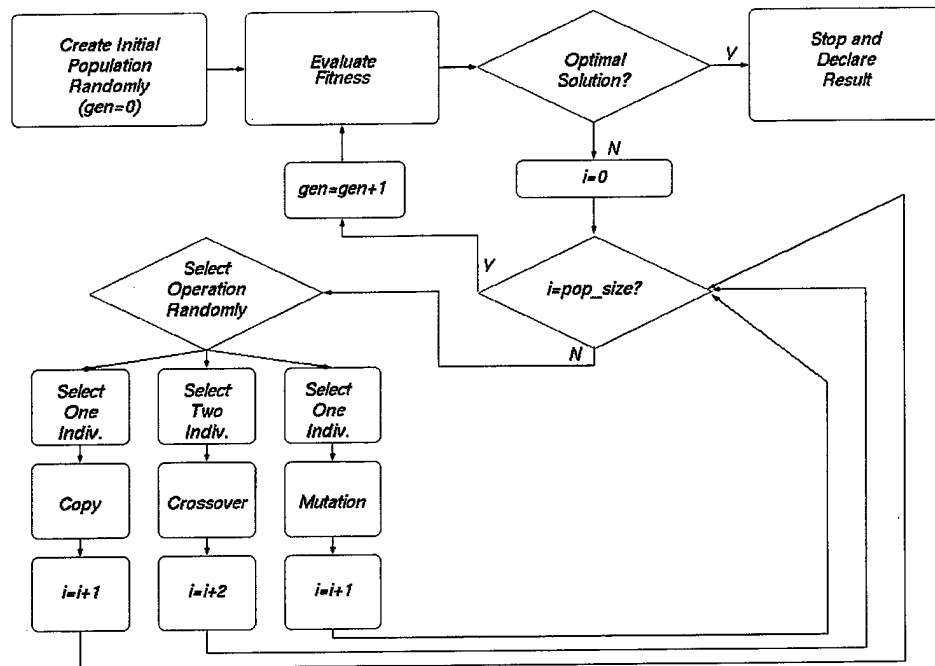 Create Initial
Population
Randomly
(gen=0)
Evaluate
Fitness
Optimal
Solution?
Y
Stop and
Declare
Result
N
gen=gen+1
i=0
Y
i=pop_size?
N
Select
Operation
Randomly
Select
One
Indiv.
Select
Two
Indiv.
Select
One
Indiv.
Copy
Crossover
Mutation
i=i+1
i=i+2
i=i+1